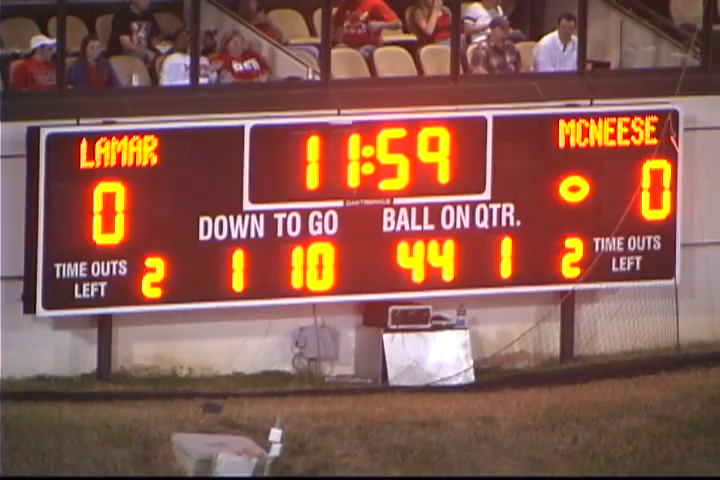 LAMAR 11:59 MCNEESE
0 0
DAKTRONICS
DOWN TO GO BALL ON QTR.
TIME OUTS LEFT 2 1 10 44 1 2 TIME OUTS LEFT